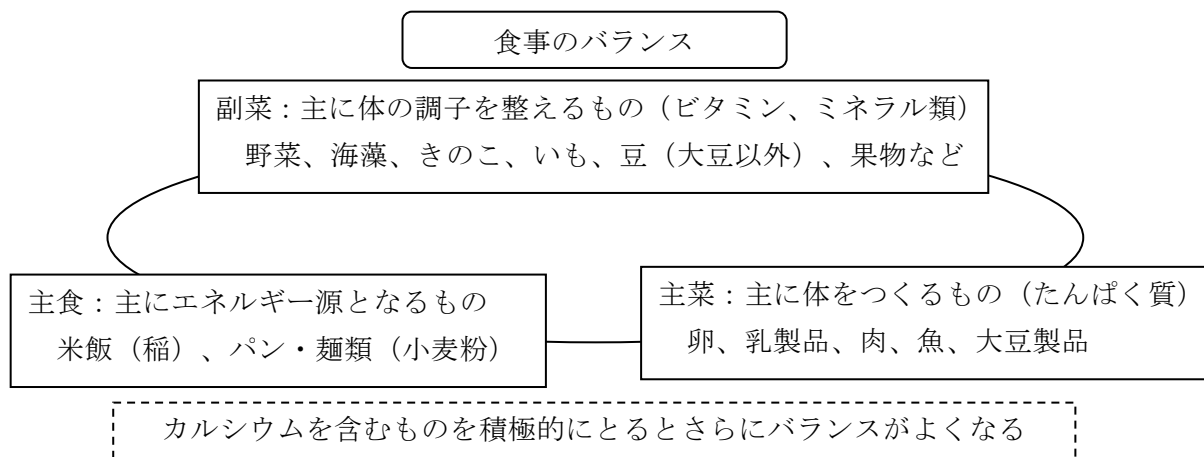 食事のバランス
副菜：主に体の調子を整えるもの（ビタミン、ミネラル類）
野菜、海藻、きのこ、いも、豆（大豆以外）、果物など
主食：主にエネルギー源となるもの
米飯（稲）、パン・麺類（小麦粉）
主菜：主に体をつくるもの（たんぱく質）
卵、乳製品、肉、魚、大豆製品
カルシウムを含むものを積極的にとるとさらにバランスがよくなる